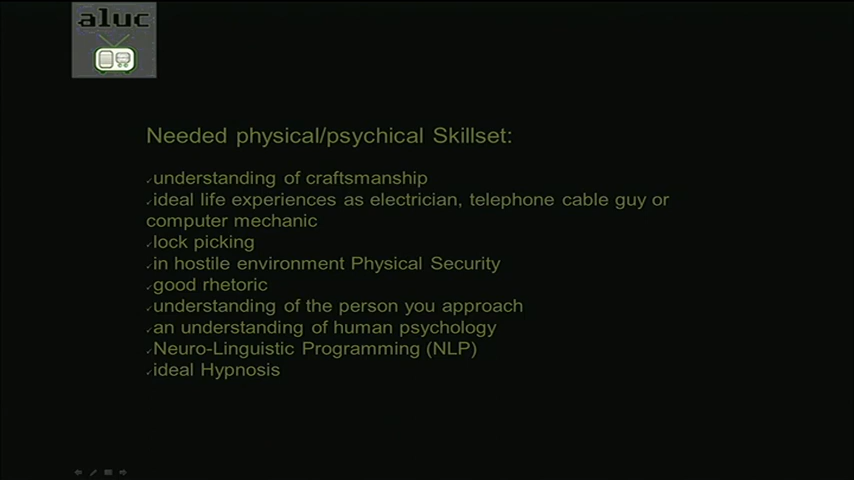 aluc
Needed physical/psychical Skillset:
✓understanding of craftsmanship
✓ideal life experiences as electrician, telephone cable guy or
computer mechanic
✓lock picking
✓in hostile environment Physical Security
✓good rhetoric
✓understanding of the person you approach
✓an understanding of human psychology
✓Neuro-Linguistic Programming (NLP)
✓ideal Hypnosis